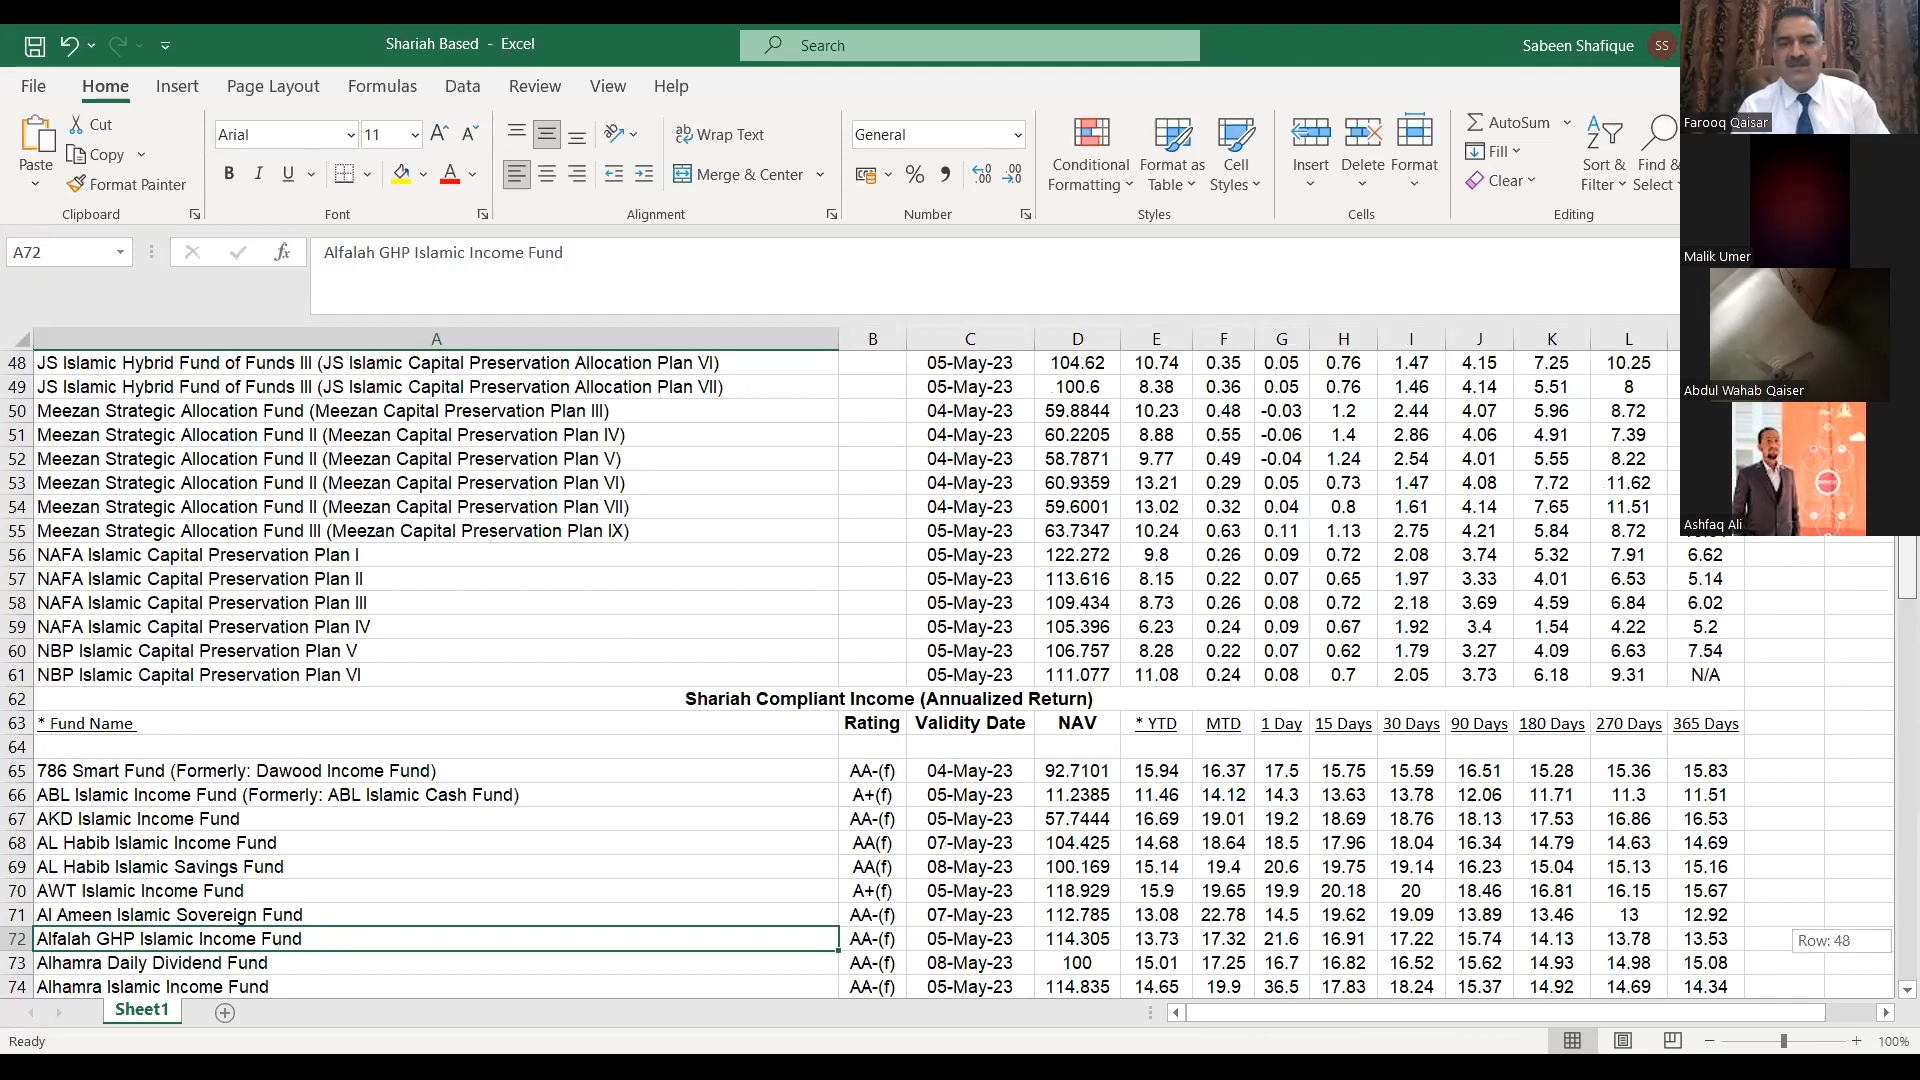 Shariah Based - Excel
Search
Sabeen Shafique SS
File Home Insert Page Layout Formulas Data Review View Help
Paste
Cut
Copy
Format Painter
Clipboard
Arial 11
B I U
Font
Wrap Text
Merge & Center
Alignment
General
Number
Conditional Formatting
Format as Table
Cell Styles
Styles
Insert Delete Format
Cells
AutoSum
Fill
Clear
Sort & Filter
Find & Select
Editing
Farooq Qaisar
Malik Umer
Abdul Wahab Qaiser
Ashfaq Ali
A72 fx Alfalah GHP Islamic Income Fund
A B C D E F G H I J K L
48 JS Islamic Hybrid Fund of Funds III (JS Islamic Capital Preservation Allocation Plan VI) 05-May-23 104.62 10.74 0.35 0.05 0.76 1.47 4.15 7.25 10.25
49 JS Islamic Hybrid Fund of Funds III (JS Islamic Capital Preservation Allocation Plan VII) 05-May-23 100.6 8.38 0.36 0.05 0.76 1.46 4.14 5.51 8
50 Meezan Strategic Allocation Fund (Meezan Capital Preservation Plan III) 04-May-23 59.8844 10.23 0.48 -0.03 1.2 2.44 4.07 5.96 8.72
51 Meezan Strategic Allocation Fund II (Meezan Capital Preservation Plan IV) 04-May-23 60.2205 8.88 0.55 -0.06 1.4 2.86 4.06 4.91 7.39
52 Meezan Strategic Allocation Fund II (Meezan Capital Preservation Plan V) 04-May-23 58.7871 9.77 0.49 -0.04 1.24 2.54 4.01 5.55 8.22
53 Meezan Strategic Allocation Fund II (Meezan Capital Preservation Plan VI) 04-May-23 60.9359 13.21 0.29 0.05 0.73 1.47 4.08 7.72 11.62
54 Meezan Strategic Allocation Fund II (Meezan Capital Preservation Plan VII) 04-May-23 59.6001 13.02 0.32 0.04 0.8 1.61 4.14 7.65 11.51
55 Meezan Strategic Allocation Fund III (Meezan Capital Preservation Plan IX) 05-May-23 63.7347 10.24 0.63 0.11 1.13 2.75 4.21 5.84 8.72
56 NAFA Islamic Capital Preservation Plan I 05-May-23 122.272 9.8 0.26 0.09 0.72 2.08 3.74 5.32 7.91 6.62
57 NAFA Islamic Capital Preservation Plan II 05-May-23 113.616 8.15 0.22 0.07 0.65 1.97 3.33 4.01 6.53 5.14
58 NAFA Islamic Capital Preservation Plan III 05-May-23 109.434 8.73 0.26 0.08 0.72 2.18 3.69 4.59 6.84 6.02
59 NAFA Islamic Capital Preservation Plan IV 05-May-23 105.396 6.23 0.24 0.09 0.67 1.92 3.4 1.54 4.22 5.2
60 NBP Islamic Capital Preservation Plan V 05-May-23 106.757 8.28 0.22 0.07 0.62 1.79 3.27 4.09 6.63 7.54
61 NBP Islamic Capital Preservation Plan VI 05-May-23 111.077 11.08 0.24 0.08 0.7 2.05 3.73 6.18 9.31 N/A
62 Shariah Compliant Income (Annualized Return)
63 * Fund Name Rating Validity Date NAV * YTD MTD 1 Day 15 Days 30 Days 90 Days 180 Days 270 Days 365 Days
64
65 786 Smart Fund (Formerly: Dawood Income Fund) AA-(f) 04-May-23 92.7101 15.94 16.37 17.5 15.75 15.59 16.51 15.28 15.36 15.83
66 ABL Islamic Income Fund (Formerly: ABL Islamic Cash Fund) A+(f) 05-May-23 11.2385 11.46 14.12 14.3 13.63 13.78 12.06 11.71 11.3 11.51
67 AKD Islamic Income Fund AA-(f) 05-May-23 57.7444 16.69 19.01 19.2 18.69 18.76 18.13 17.53 16.86 16.53
68 AL Habib Islamic Income Fund AA(f) 07-May-23 104.425 14.68 18.64 18.5 17.96 18.04 16.34 14.79 14.63 14.69
69 AL Habib Islamic Savings Fund AA(f) 08-May-23 100.169 15.14 19.4 20.6 19.75 19.14 16.23 15.04 15.13 15.16
70 AWT Islamic Income Fund A+(f) 05-May-23 118.929 15.9 19.65 19.9 20.18 20 18.46 16.81 16.15 15.67
71 Al Ameen Islamic Sovereign Fund AA-(f) 07-May-23 112.785 13.08 22.78 14.5 19.62 19.09 13.89 13.46 13 12.92
72 Alfalah GHP Islamic Income Fund AA-(f) 05-May-23 114.305 13.73 17.32 21.6 16.91 17.22 15.74 14.13 13.78 13.53
73 Alhamra Daily Dividend Fund AA-(f) 08-May-23 100 15.01 17.25 16.7 16.82 16.52 15.62 14.93 14.98 15.08
74 Alhamra Islamic Income Fund AA-(f) 05-May-23 114.835 14.65 19.9 36.5 17.83 18.24 15.37 14.92 14.69 14.34
Row: 48
Sheet1
Ready
100%